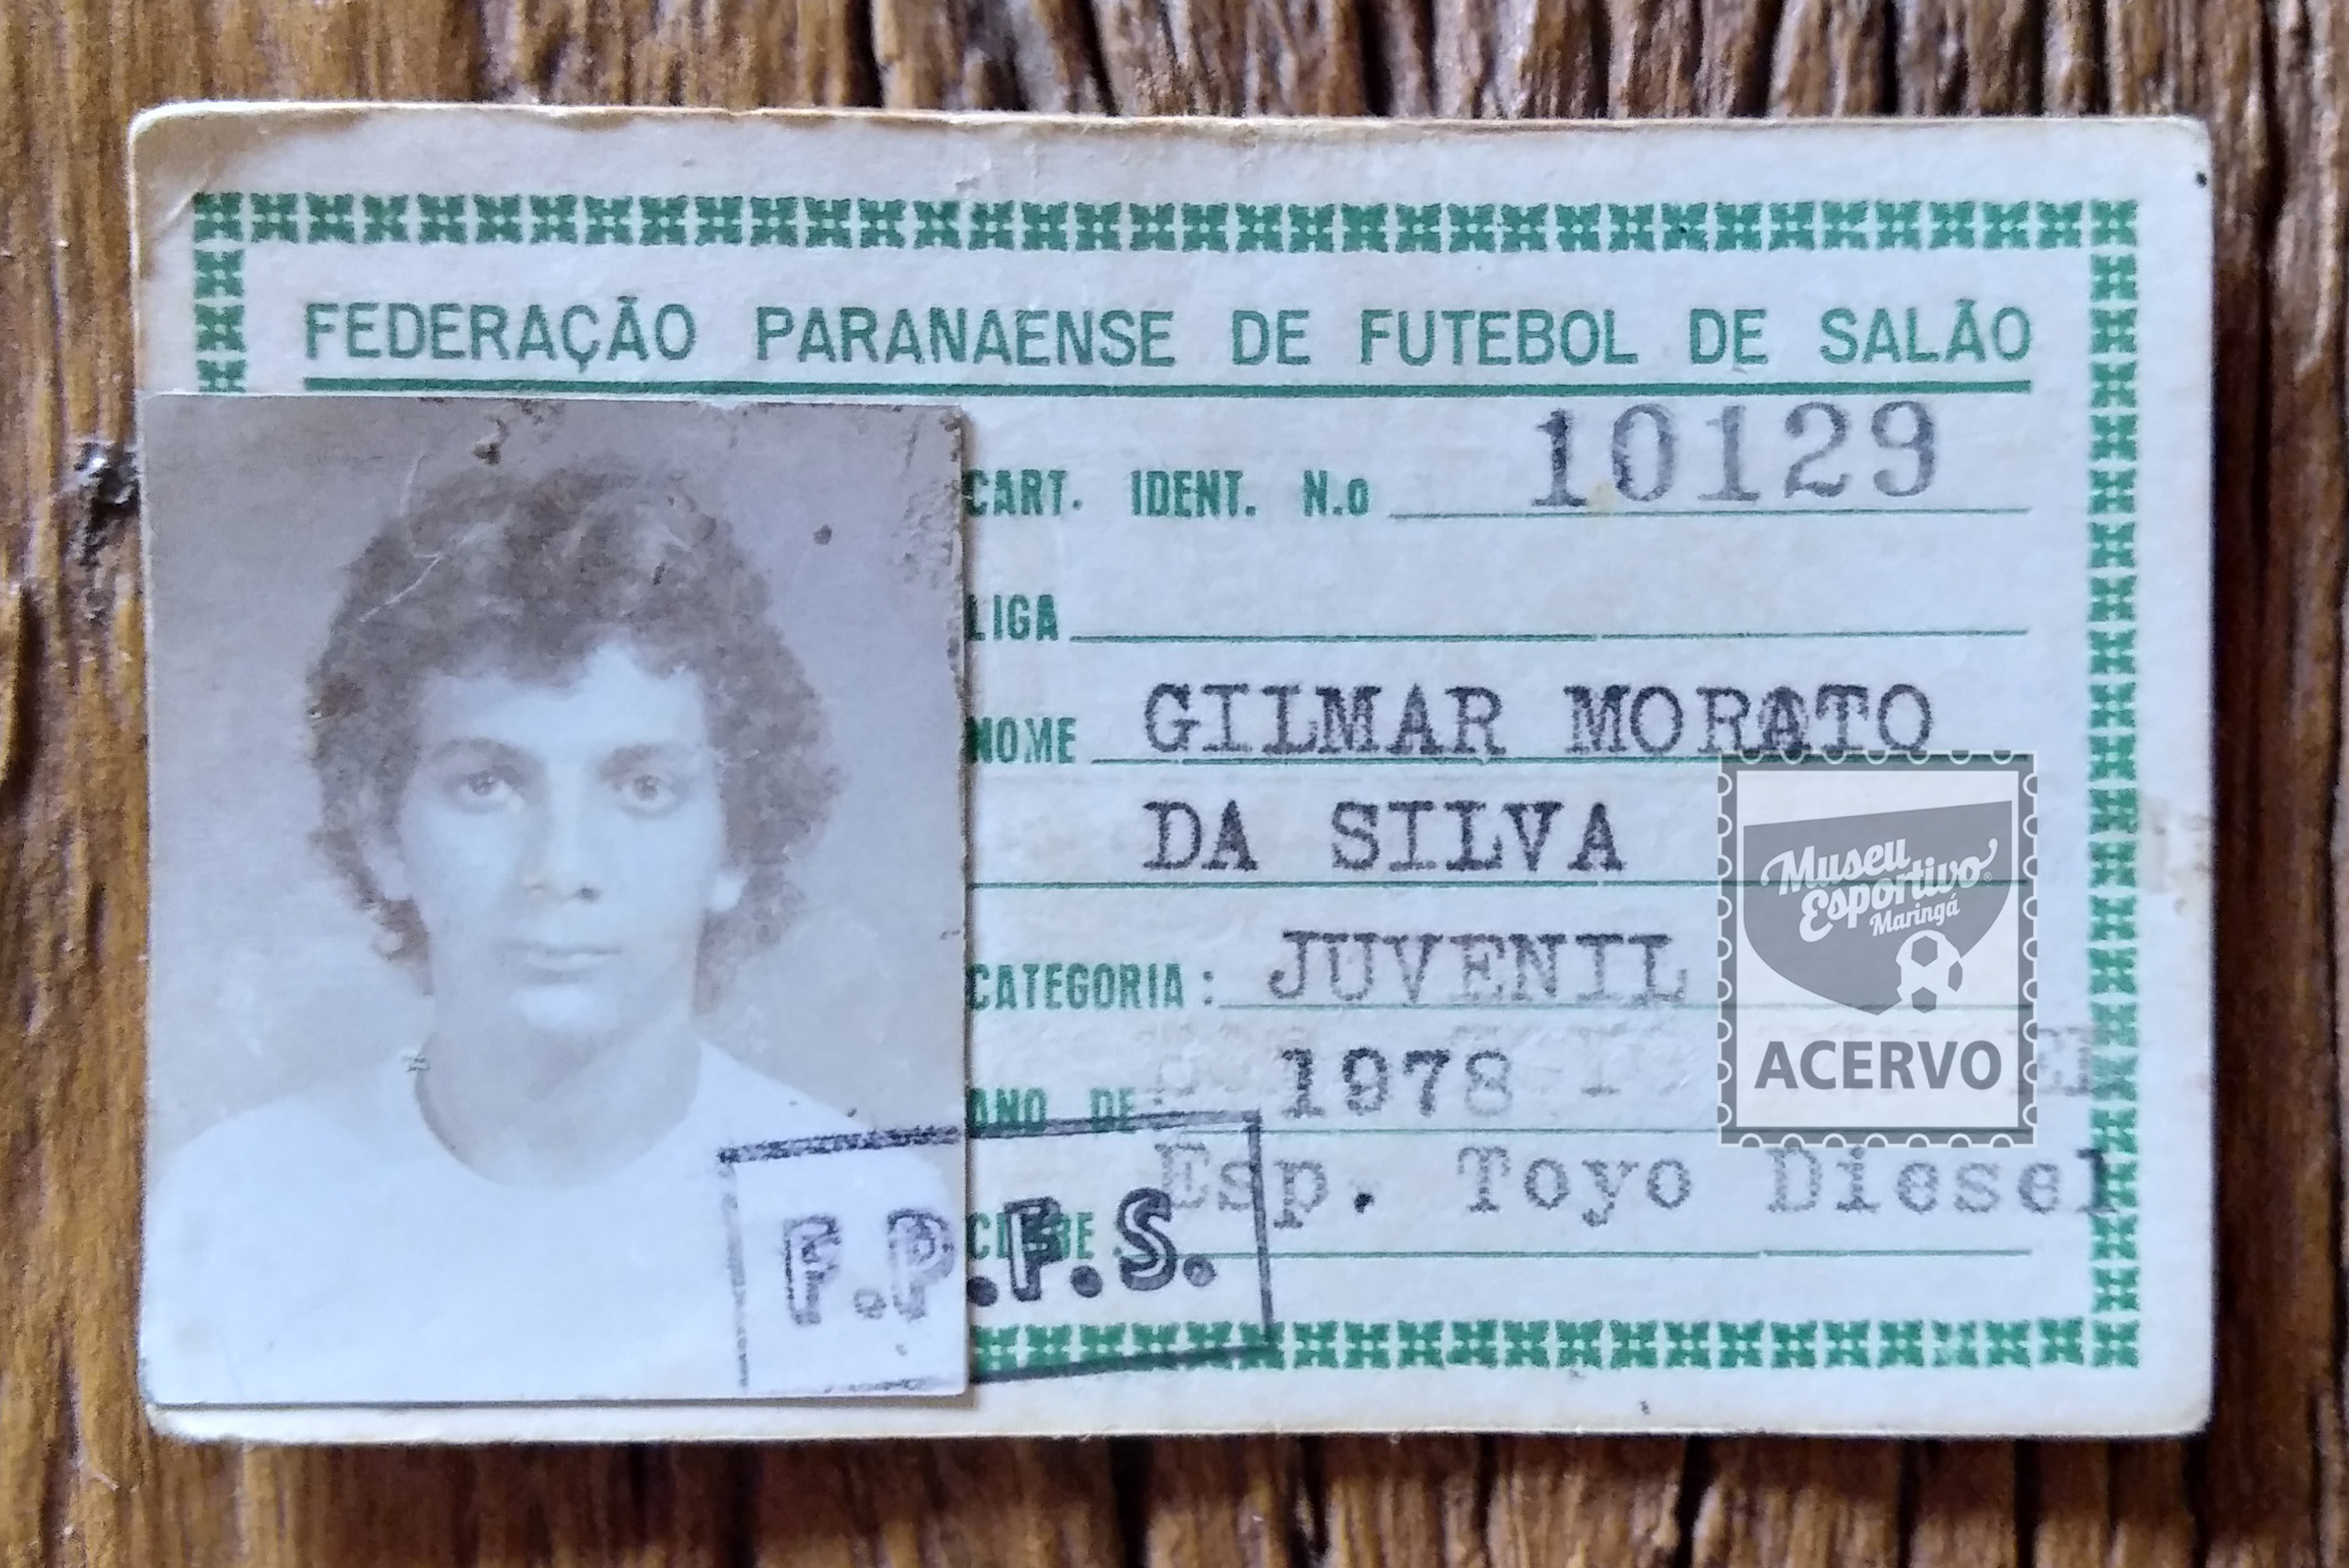 FEDERAÇÃO PARANAENSE DE FUTEBOL DE SALÃO
CART. IDENT. N.o 10129
LIGA
NOME GILMAR MORATO
DA SILVA
CATEGORIA: JUVENIL
ANO DE 1978
Esp. Toyo Diesel
F.P.F.S.
Museu
Esportivo
Maringá
ACERVO